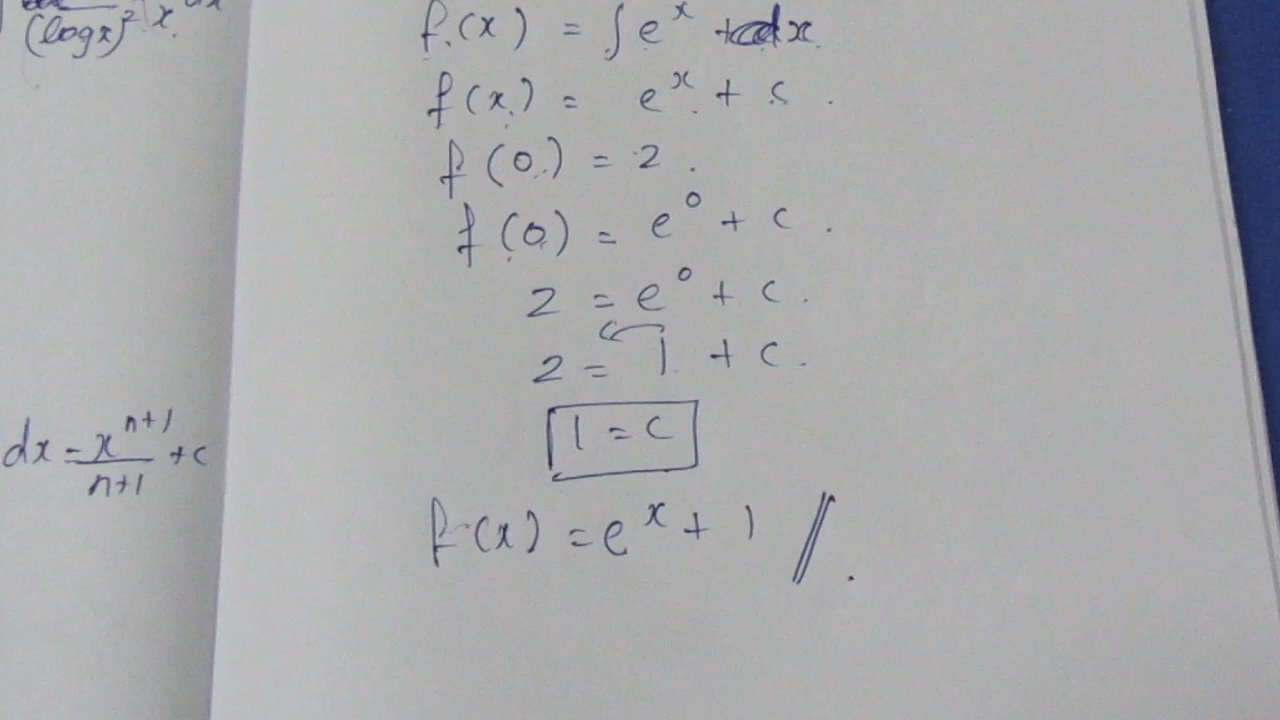 (logx)² x
dx = x^(n+1)/(n+1) + c
f(x) = ∫ e^x dx
f(x) = e^x + c.
f(0) = 2.
f(0) = e^0 + c.
2 = e^0 + c.
2 = 1 + c.
1 = c
f(x) = e^x + 1 //.